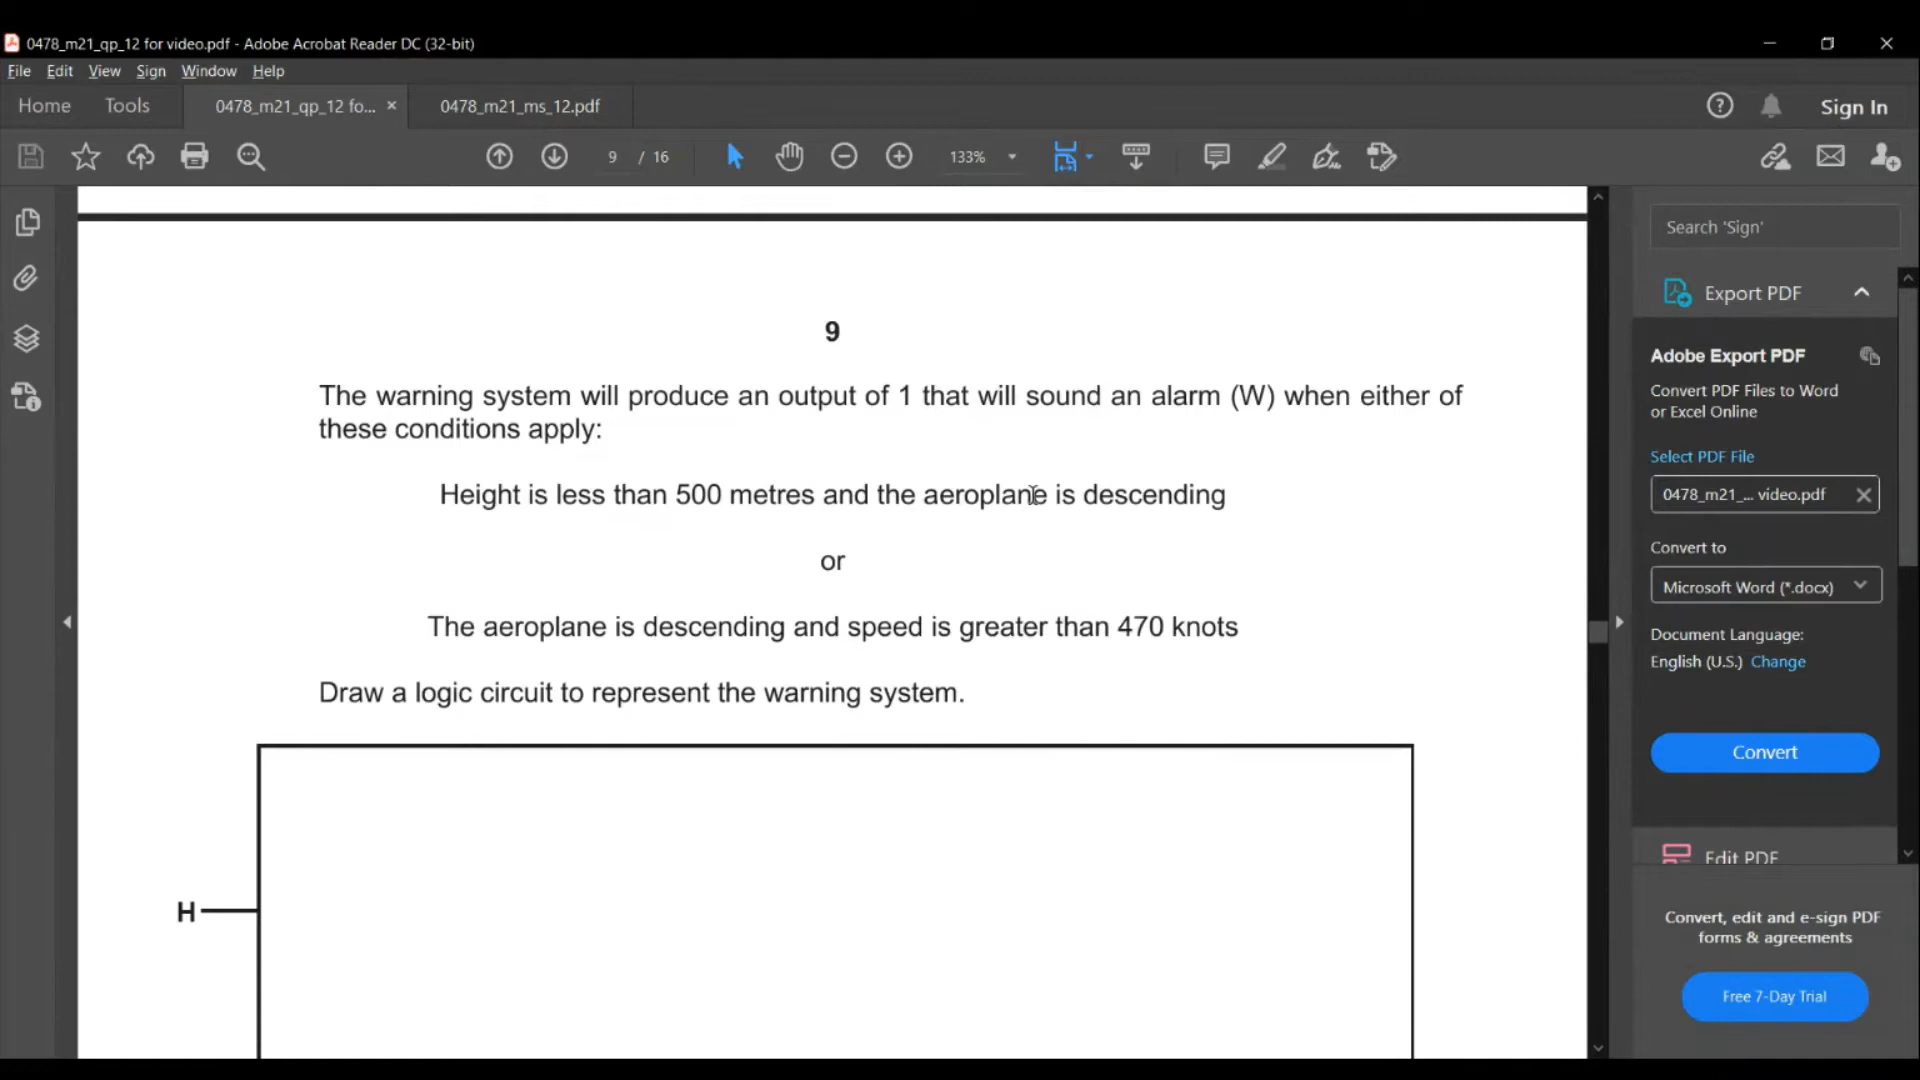 0478_m21_qp_12 for video.pdf - Adobe Acrobat Reader DC (32-bit)
File Edit View Sign Window Help
Home Tools 0478_m21_qp_12 fo... × 0478_m21_ms_12.pdf Sign In
9 / 16 133%
Search 'Sign'
Export PDF
Adobe Export PDF
Convert PDF Files to Word
or Excel Online
Select PDF File
0478_m21_... video.pdf
Convert to
Microsoft Word (*.docx)
Document Language:
English (U.S.) Change
Convert
Edit PDF
Convert, edit and e-sign PDF
forms & agreements
Free 7-Day Trial
9
The warning system will produce an output of 1 that will sound an alarm (W) when either of
these conditions apply:
Height is less than 500 metres and the aeroplane is descending
or
The aeroplane is descending and speed is greater than 470 knots
Draw a logic circuit to represent the warning system.
H